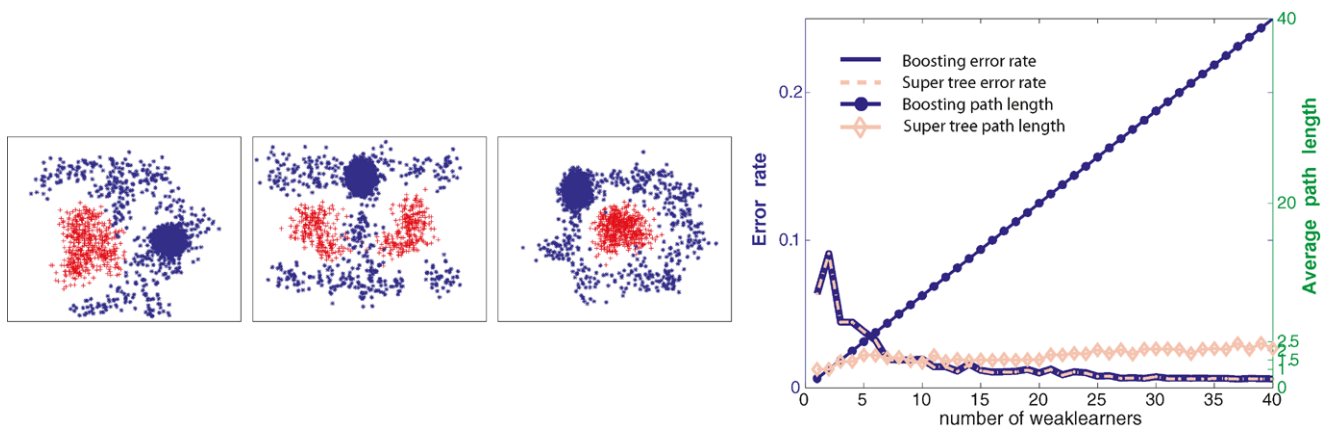 Boosting error rate
Super tree error rate
Boosting path length
Super tree path length
Error rate
0.2
0.1
0
Average path length
40
20
2.5
2
1.5
1
0
0 5 10 15 20 25 30 35 40
number of weaklearners